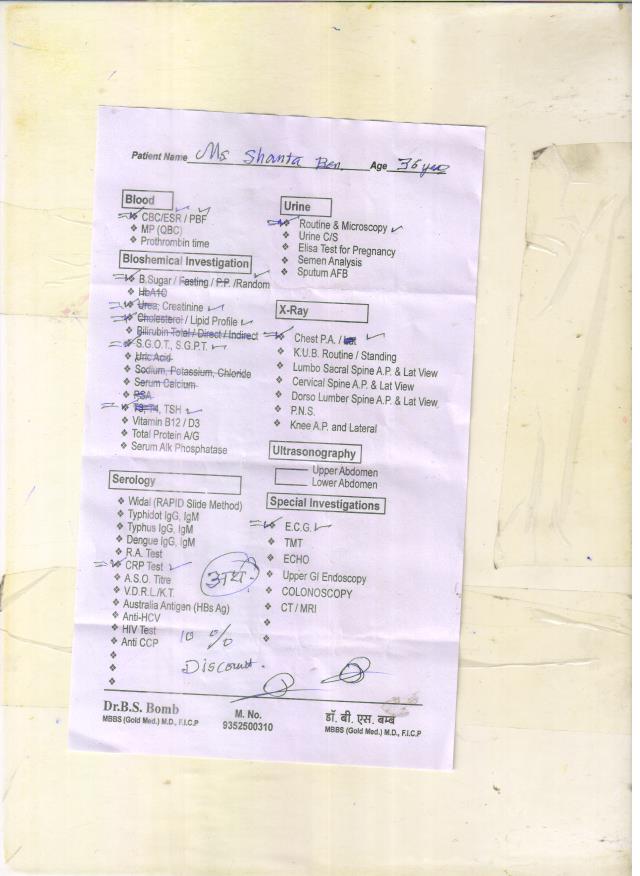 Patient Name Ms Shanta Ben. Age 35 year
Blood
❖ CBC/ESR / PBF
❖ MP (QBC)
❖ Prothrombin time
Bioshemical Investigation
❖ B.Sugar / Fasting / P.P. /Random
❖ HbA1C
❖ Urea, Creatinine
❖ Cholesterol / Lipid Profile
❖ Bilirubin Total / Direct / Indirect
❖ S.G.O.T., S.G.P.T.
❖ Uric Acid
❖ Sodium, Potassium, Chloride
❖ Serum Calcium
❖ PSA
❖ T3, T4, TSH
❖ Vitamin B12 / D3
❖ Total Protein A/G
❖ Serum Alk Phosphatase
Serology
❖ Widal (RAPID Slide Method)
❖ Typhidot IgG, IgM
❖ Typhus IgG, IgM
❖ Dengue IgG, IgM
❖ R.A. Test
❖ CRP Test
❖ A.S.O. Titre
❖ V.D.R.L./K.T.
❖ Australia Antigen (HBs Ag)
❖ Anti-HCV
❖ HIV Test
❖ Anti CCP
Urine
❖ Routine & Microscopy
❖ Urine C/S
❖ Elisa Test for Pregnancy
❖ Semen Analysis
❖ Sputum AFB
X-Ray
❖ Chest P.A. /
❖ K.U.B. Routine / Standing
❖ Lumbo Sacral Spine A.P. & Lat View
❖ Cervical Spine A.P. & Lat View
❖ Dorso Lumber Spine A.P. & Lat View
❖ P.N.S.
❖ Knee A.P. and Lateral
Ultrasonography
Upper Abdomen
Lower Abdomen
Special Investigations
❖ E.C.G.
❖ TMT
❖ ECHO
❖ Upper GI Endoscopy
❖ COLONOSCOPY
❖ CT / MRI
10 %
Discount.
Dr.B.S. Bomb
MBBS (Gold Med.) M.D., F.I.C.P
M. No.
9352500310
डॉ. बी. एस. बम्ब
MBBS (Gold Med.) M.D., F.I.C.P